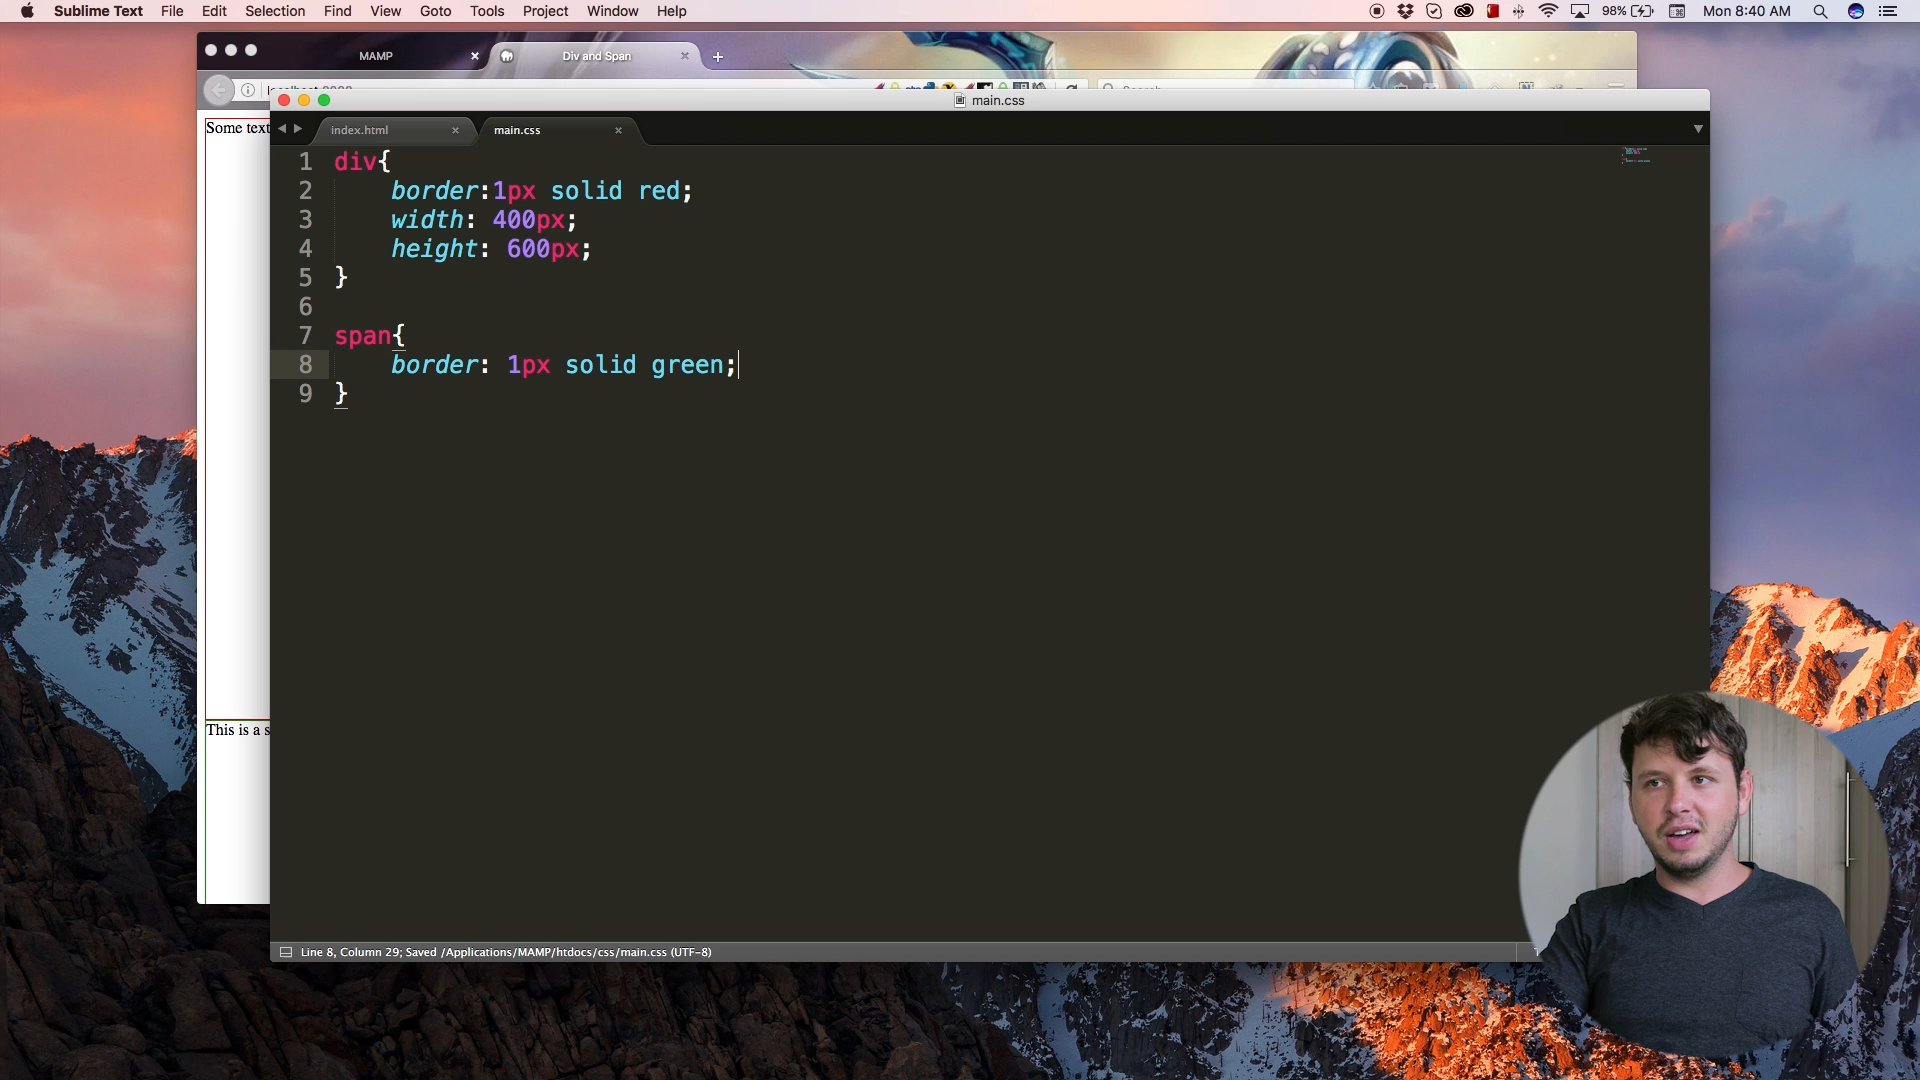 Sublime Text File Edit Selection Find View Goto Tools Project Window Help 98% Mon 8:40 AM
MAMP Div and Span
main.css
Some text
index.html main.css
1 div{
2 border:1px solid red;
3 width: 400px;
4 height: 600px;
5 }
6
7 span{
8 border: 1px solid green;
9 }
This is a s
Line 8, Column 29; Saved /Applications/MAMP/htdocs/css/main.css (UTF-8)